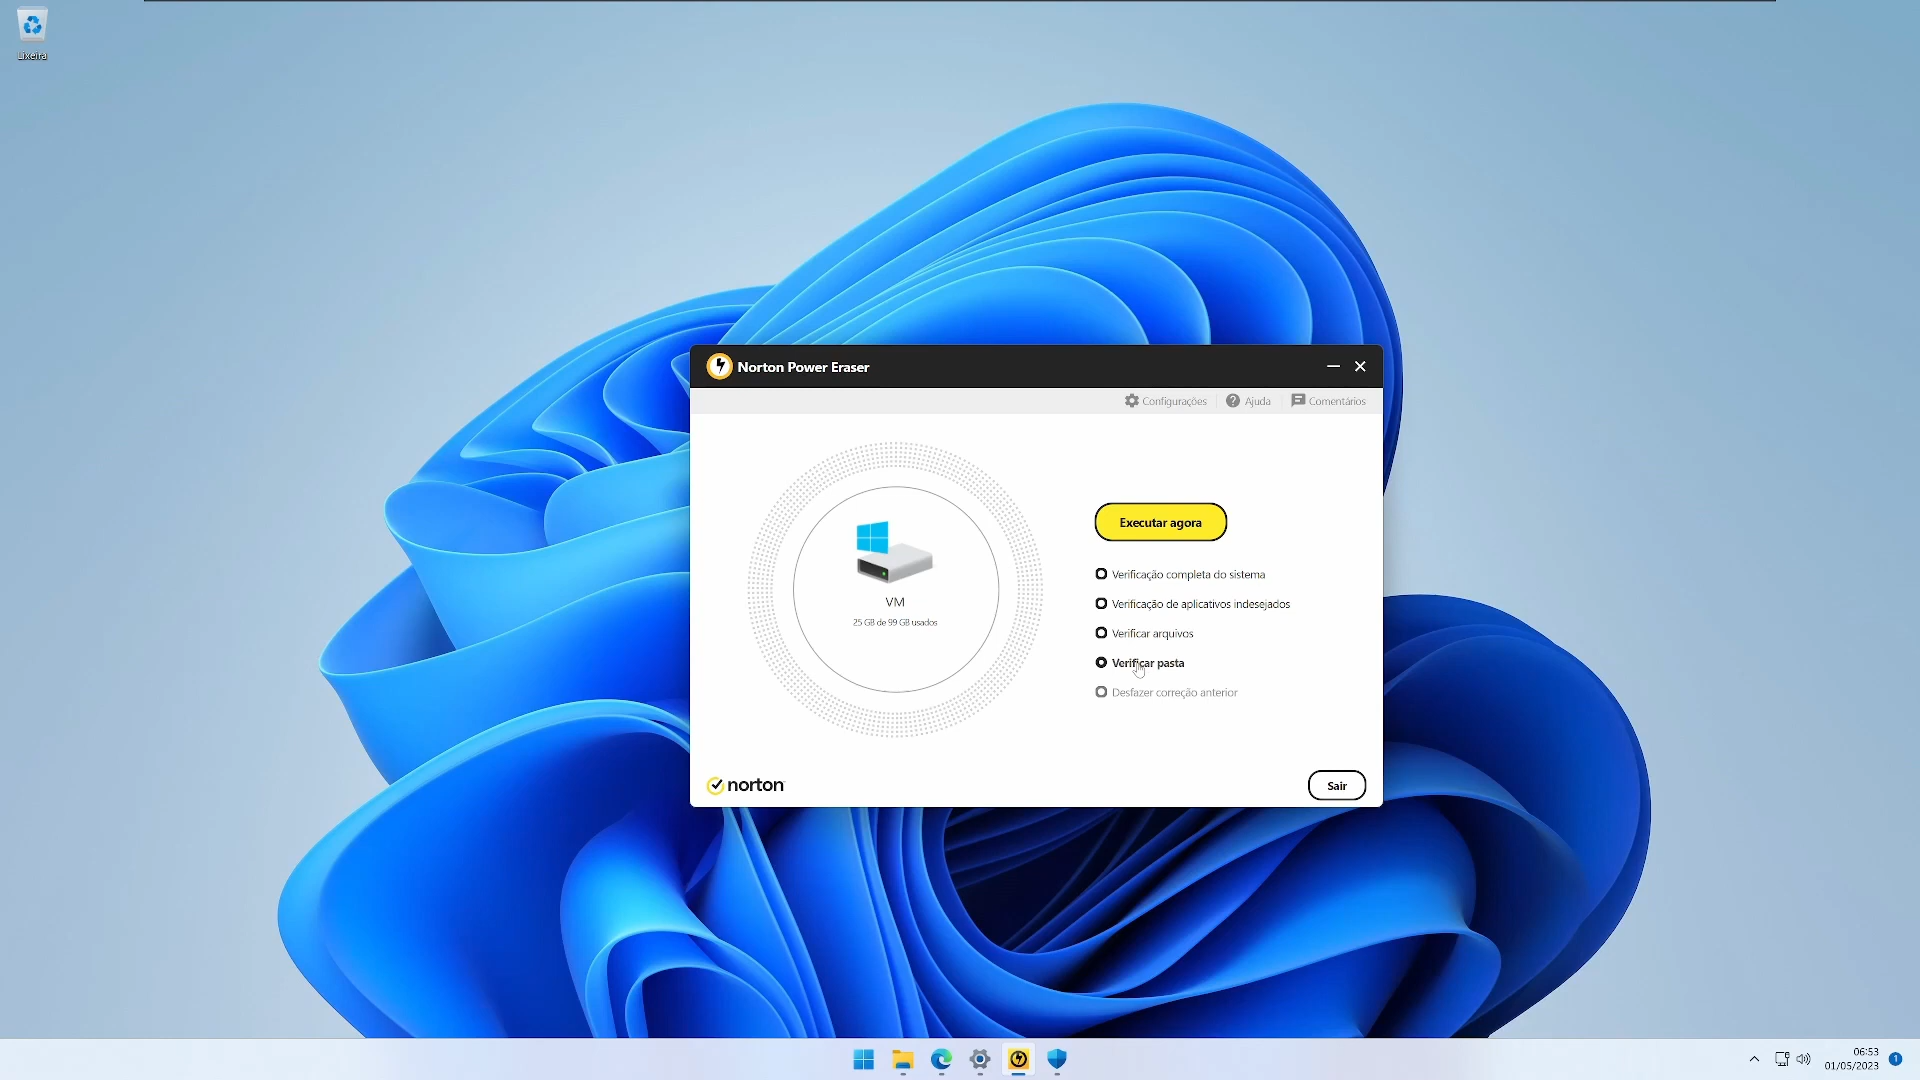 Lixeira
Norton Power Eraser
Configurações
Ajuda
Comentários
Executar agora
VM
25 GB de 99 GB usados
Verificação completa do sistema
Verificação de aplicativos indesejados
Verificar arquivos
Verificar pasta
Desfazer correção anterior
norton
Sair
06:53
01/05/2023
1